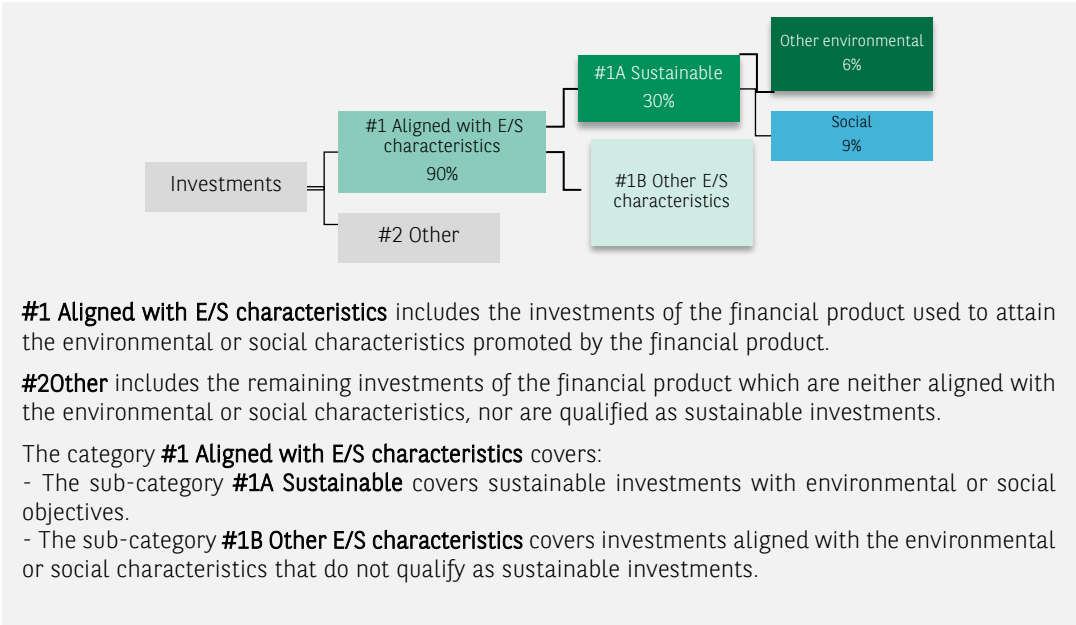 Other environmental
6%
#1A Sustainable
30%
Social
9%
#1 Aligned with E/S
characteristics
90%
#1B Other E/S
characteristics
Investments
#2 Other
#1 Aligned with E/S characteristics includes the investments of the financial product used to attain
the environmental or social characteristics promoted by the financial product.
#2Other includes the remaining investments of the financial product which are neither aligned with
the environmental or social characteristics, nor are qualified as sustainable investments.
The category #1 Aligned with E/S characteristics covers:
- The sub-category #1A Sustainable covers sustainable investments with environmental or social
objectives.
- The sub-category #1B Other E/S characteristics covers investments aligned with the environmental
or social characteristics that do not qualify as sustainable investments.